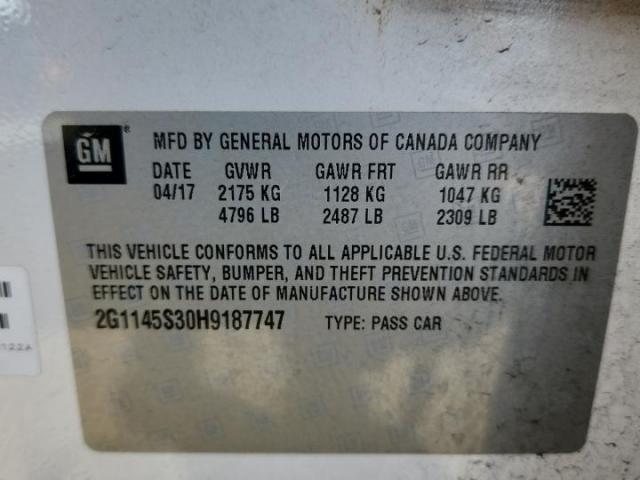 GM ®
MFD BY GENERAL MOTORS OF CANADA COMPANY
DATE GVWR GAWR FRT GAWR RR
04/17 2175 KG 1128 KG 1047 KG
4796 LB 2487 LB 2309 LB
THIS VEHICLE CONFORMS TO ALL APPLICABLE U.S. FEDERAL MOTOR
VEHICLE SAFETY, BUMPER, AND THEFT PREVENTION STANDARDS IN
EFFECT ON THE DATE OF MANUFACTURE SHOWN ABOVE.
2G1145S30H9187747 TYPE: PASS CAR